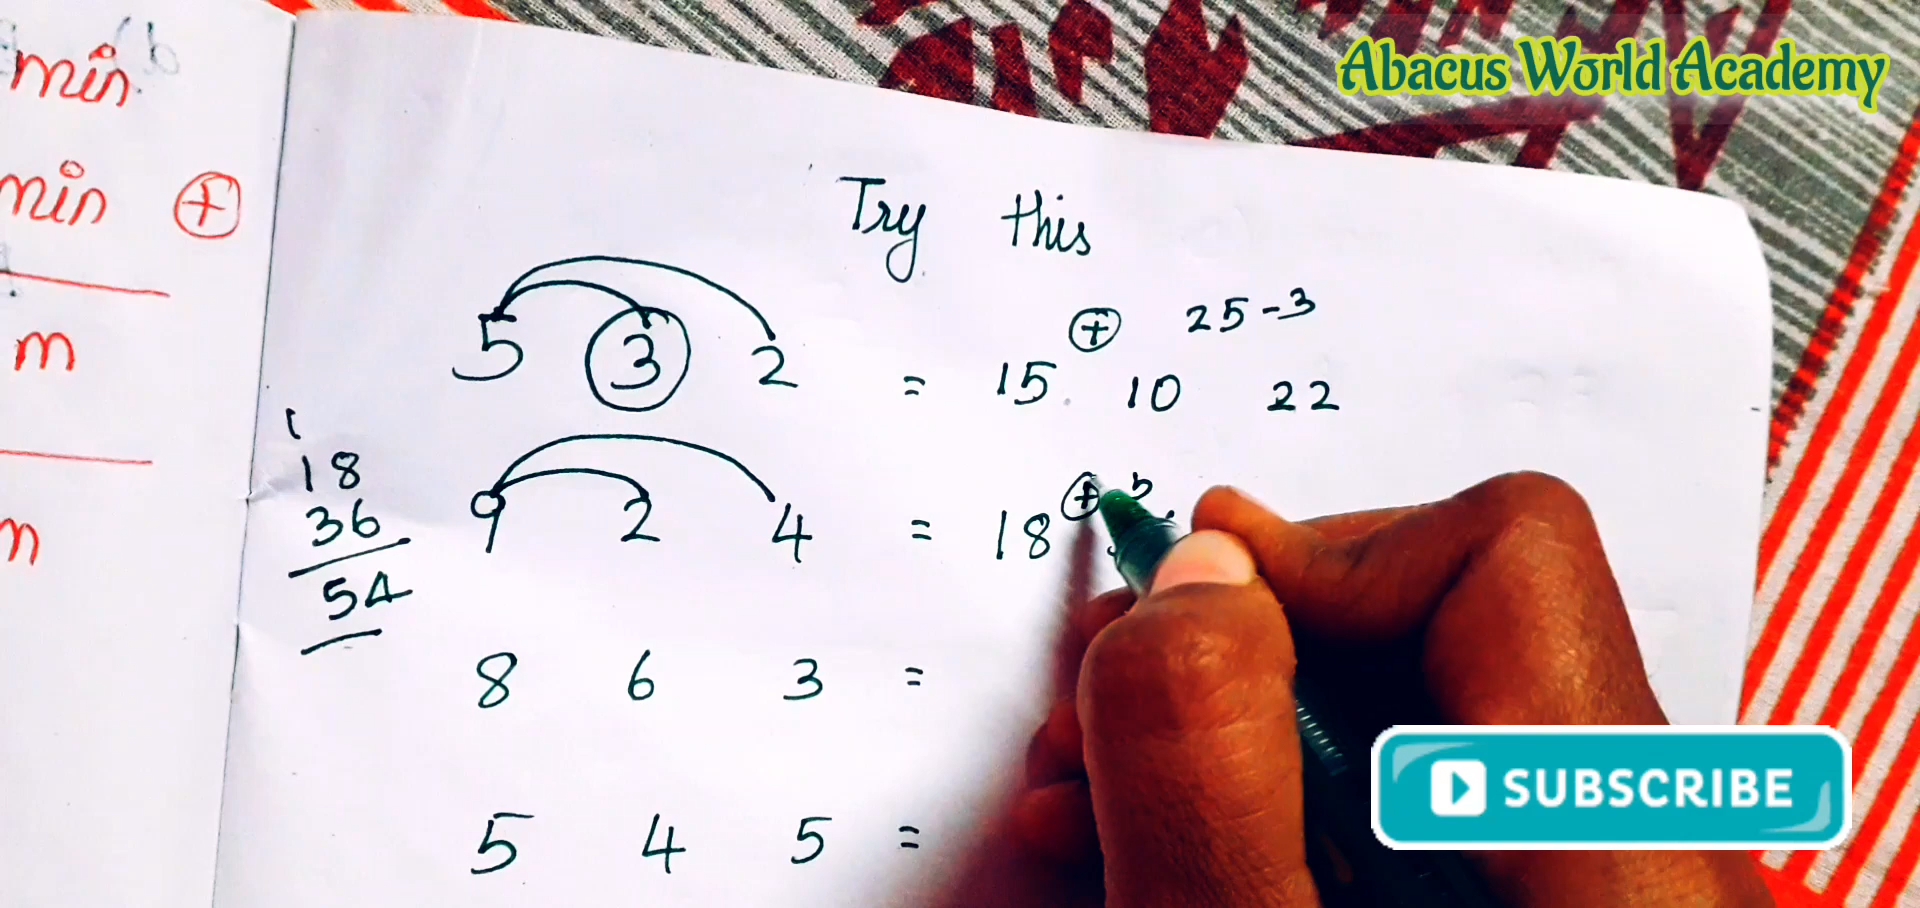 Abacus World Academy
min
min +
m
m
Try this
+ 25-3
5 3 2 = 15 10 22
1
18
36
54
9 2 4 = 18 +
8 6 3 =
5 4 5 =
SUBSCRIBE